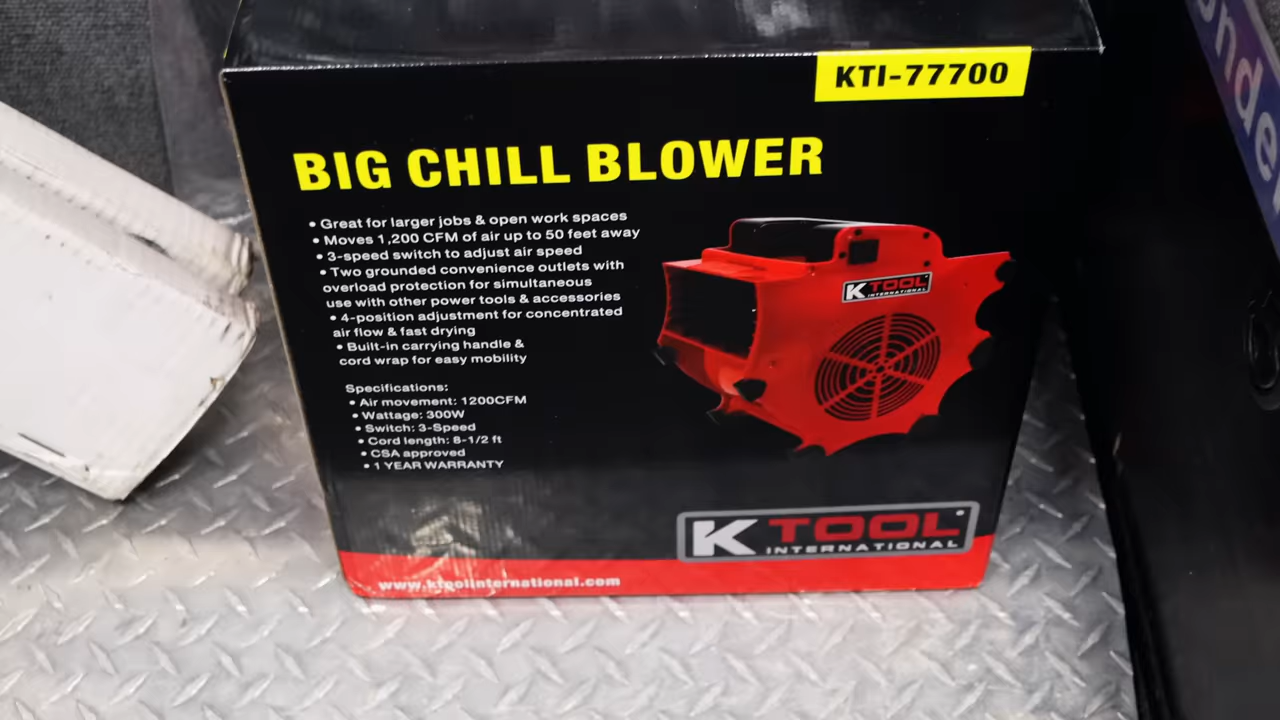 KTI-77700
BIG CHILL BLOWER
• Great for larger jobs & open work spaces
• Moves 1,200 CFM of air up to 50 feet away
• 3-speed switch to adjust air speed
• Two grounded convenience outlets with
overload protection for simultaneous
use with other power tools & accessories
• 4-position adjustment for concentrated
air flow & fast drying
• Built-in carrying handle &
cord wrap for easy mobility
Specifications:
• Air movement: 1200CFM
• Wattage: 300W
• Switch: 3-Speed
• Cord length: 8-1/2 ft
• CSA approved
• 1 YEAR WARRANTY
K TOOL
INTERNATIONAL
K TOOL
INTERNATIONAL
www.ktoolinternational.com